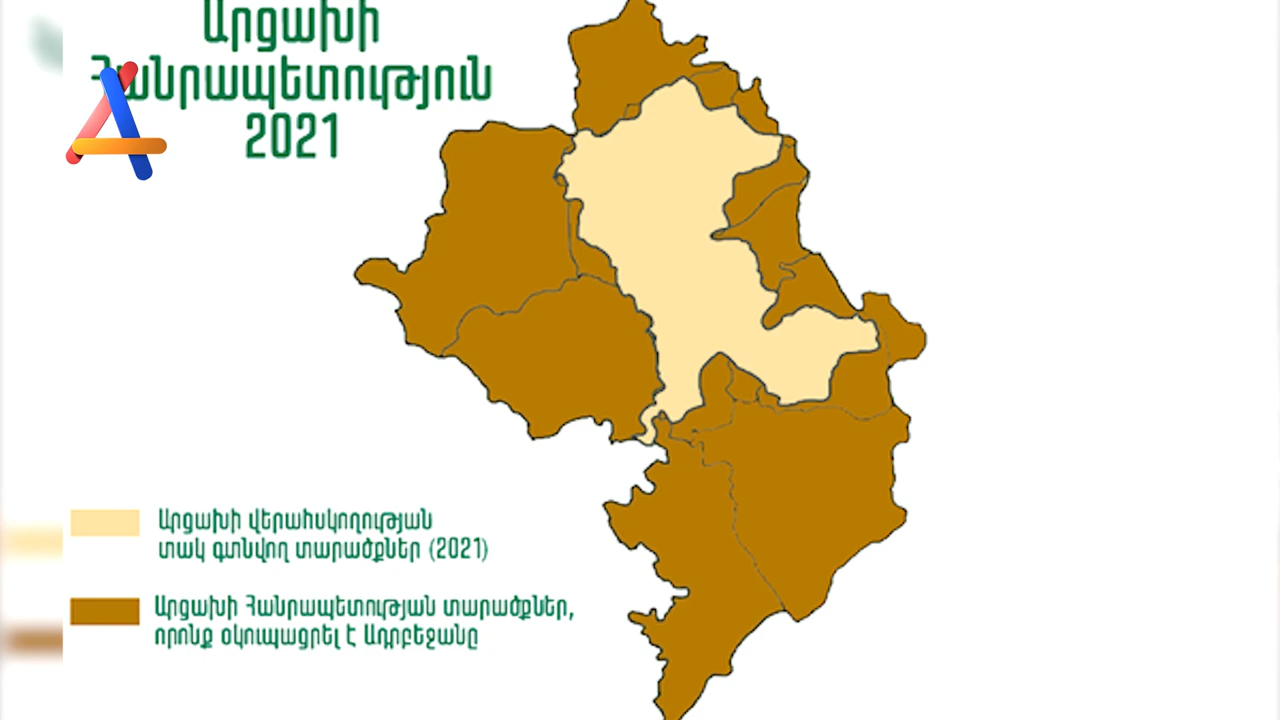 Արցախի
Հանրապետություն
2021
Արցախի վերահսկողության
տակ գտնվող տարածքներ (2021)
Արցախի Հանրապետության տարածքներ,
որոնք օկուպացրել է Ադրբեջանը